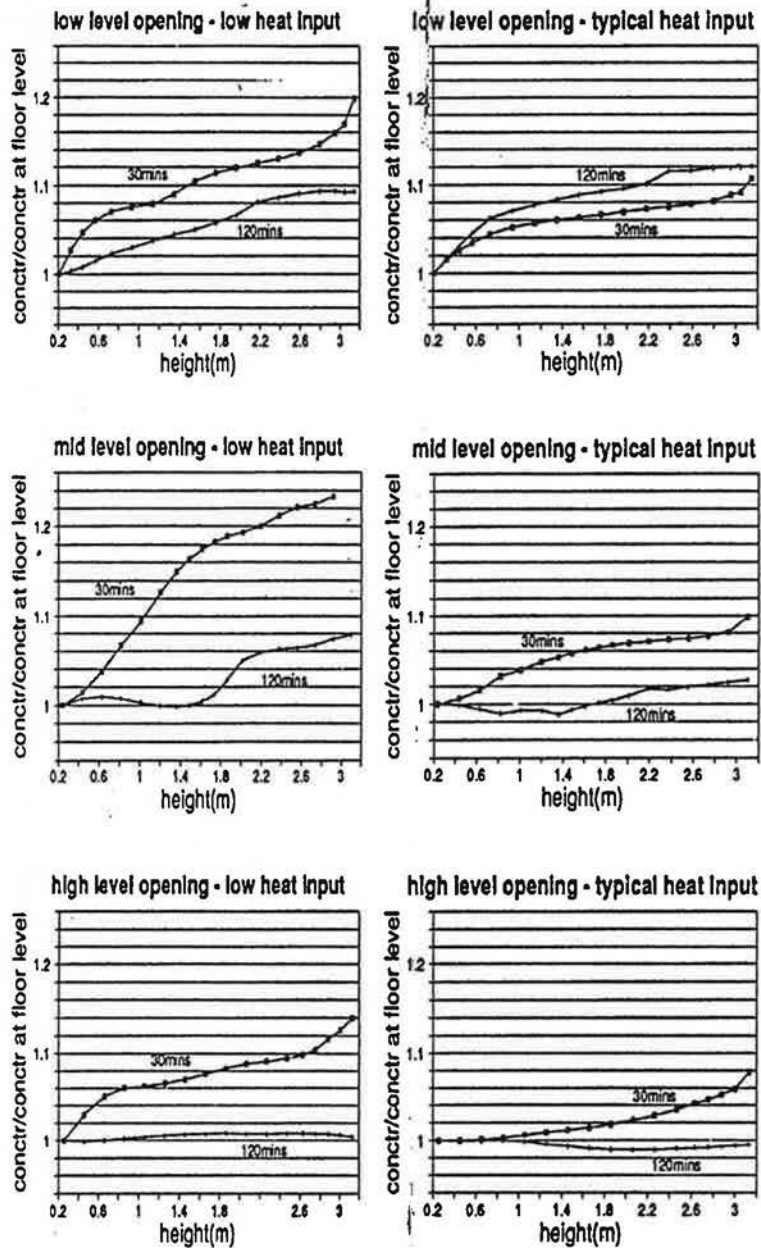 low level opening - low heat input
conctr/conctr at floor level
1.2
1.1
1
30mins
120mins
0.2 0.6 1 1.4 1.8 2.2 2.6 3
height(m)
low level opening - typical heat input
conctr/conctr at floor level
1.2
1.1
1
120mins
30mins
0.2 0.6 1 1.4 1.8 2.2 2.6 3
height(m)
mid level opening - low heat input
conctr/conctr at floor level
1.2
1.1
1
30mins
120mins
0.2 0.6 1 1.4 1.8 2.2 2.6 3
height(m)
mid level opening - typical heat input
conctr/conctr at floor level
1.2
1.1
1
30mins
120mins
0.2 0.6 1 1.4 1.8 2.2 2.6 3
height(m)
high level opening - low heat input
conctr/conctr at floor level
1.2
1.1
1
30mins
120mins
0.2 0.6 1 1.4 1.8 2.2 2.6 3
height(m)
high level opening - typical heat input
conctr/conctr at floor level
1.2
1.1
1
30mins
120mins
0.2 0.6 1 1.4 1.8 2.2 2.6 3
height(m)